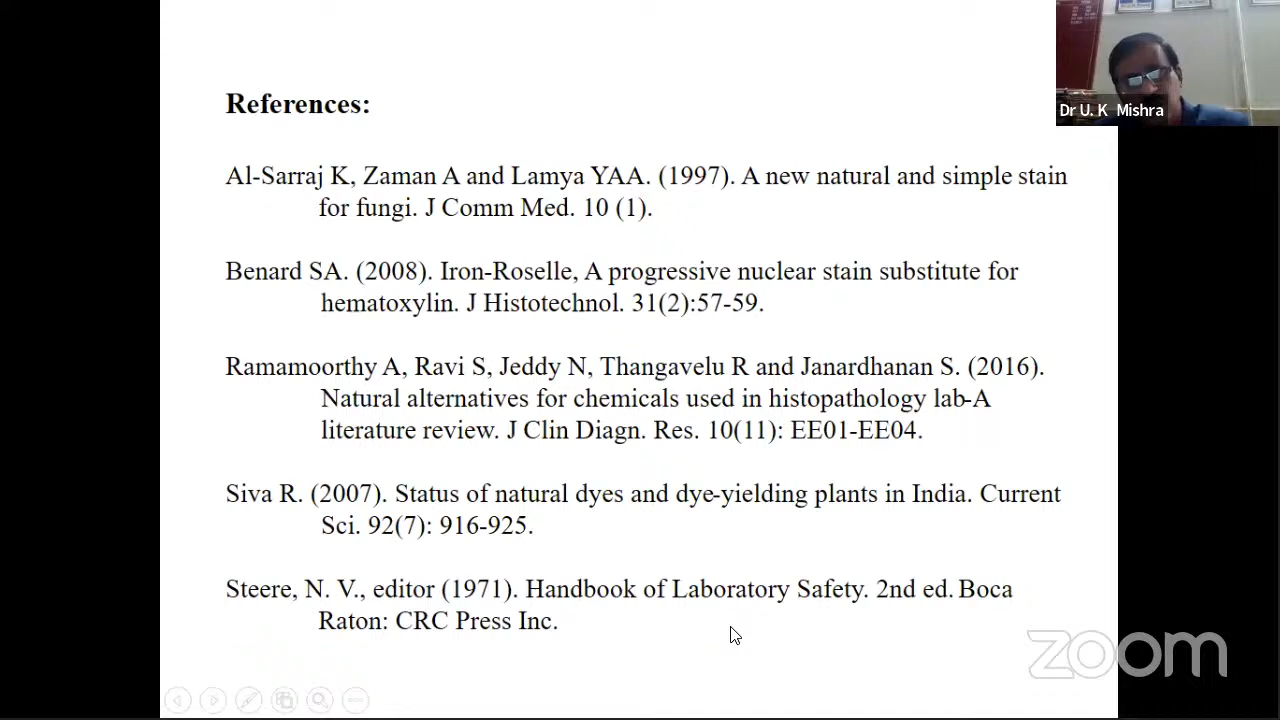 References:
Dr U. K Mishra
Al-Sarraj K, Zaman A and Lamya YAA. (1997). A new natural and simple stain
for fungi. J Comm Med. 10 (1).
Benard SA. (2008). Iron-Roselle, A progressive nuclear stain substitute for
hematoxylin. J Histotechnol. 31(2):57-59.
Ramamoorthy A, Ravi S, Jeddy N, Thangavelu R and Janardhanan S. (2016).
Natural alternatives for chemicals used in histopathology lab-A
literature review. J Clin Diagn. Res. 10(11): EE01-EE04.
Siva R. (2007). Status of natural dyes and dye-yielding plants in India. Current
Sci. 92(7): 916-925.
Steere, N. V., editor (1971). Handbook of Laboratory Safety. 2nd ed. Boca
Raton: CRC Press Inc.
zoom